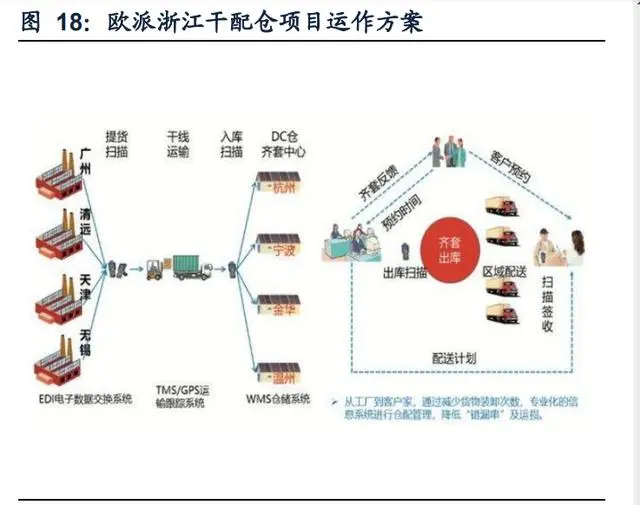 图 18：欧派浙江干配仓项目运作方案
提货
扫描
干线
运输
入库
扫描
DC仓
齐套中心
广州
清远
天津
无锡
杭州
宁波
金华
温州
EDI电子数据交换系统
TMS/GPS运
输跟踪系统
WMS仓储系统
齐套反馈
预约时间
客户预约
齐套
出库
出库扫描
区域配送
扫描签收
配送计划
从工厂到客户家，通过减少货物装卸次数，专业化的信
息系统进行仓配管理，降低“错漏串”及运损。